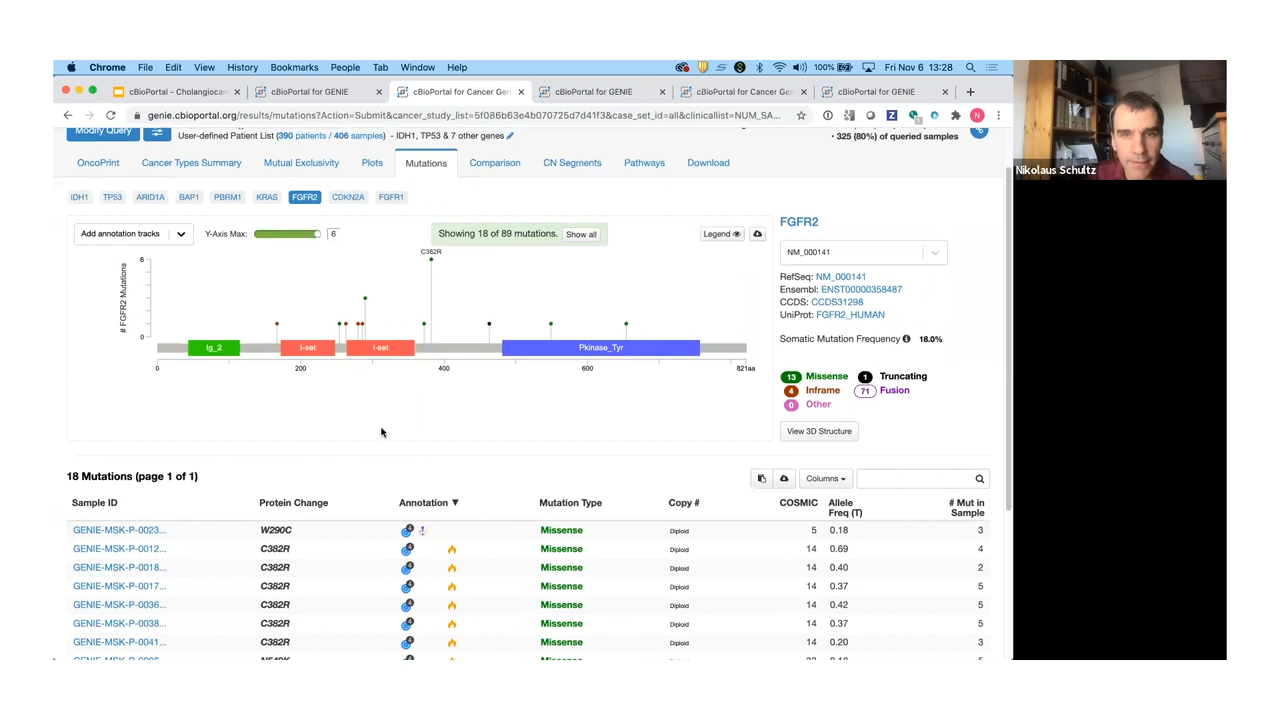 Chrome File Edit View History Bookmarks People Tab Window Help 100% Fri Nov 6 13:28
cBioPortal - Cholangiocar × cBioPortal for GENIE × cBioPortal for Cancer Gen × cBioPortal for GENIE × cBioPortal for Cancer Gen × cBioPortal for GENIE × +
genie.cbioportal.org/results/mutations?Action=Submit&cancer_study_list=5f086b63e4b070725d7d41f3&case_set_id=all&clinicallist=NUM_SA...
Modify Query User-defined Patient List (390 patients / 406 samples) - IDH1, TP53 & 7 other genes • 325 (80%) of queried samples
OncoPrint Cancer Types Summary Mutual Exclusivity Plots Mutations Comparison CN Segments Pathways Download
IDH1 TP53 ARID1A BAP1 PBRM1 KRAS FGFR2 CDKN2A FGFR1
Add annotation tracks Y-Axis Max: 6 Showing 18 of 89 mutations. Show all Legend
C382R
6
# FGFR2 Mutations
0
Ig_2 I-set I-set Pkinase_Tyr
0 200 400 600 821aa
FGFR2
NM_000141
RefSeq: NM_000141
Ensembl: ENST00000358487
CCDS: CCDS31298
UniProt: FGFR2_HUMAN
Somatic Mutation Frequency 18.0%
13 Missense 1 Truncating
4 Inframe 71 Fusion
0 Other
View 3D Structure
18 Mutations (page 1 of 1) Columns
Sample ID Protein Change Annotation ▼ Mutation Type Copy # COSMIC Allele Freq (T) # Mut in Sample
GENIE-MSK-P-0023... W290C 4 Missense Diploid 5 0.18 3
GENIE-MSK-P-0012... C382R 4 Missense Diploid 14 0.69 4
GENIE-MSK-P-0018... C382R 4 Missense Diploid 14 0.40 2
GENIE-MSK-P-0017... C382R 4 Missense Diploid 14 0.37 5
GENIE-MSK-P-0036... C382R 4 Missense Diploid 14 0.42 5
GENIE-MSK-P-0038... C382R 4 Missense Diploid 14 0.37 5
GENIE-MSK-P-0041... C382R 4 Missense Diploid 14 0.20 3
Nikolaus Schultz